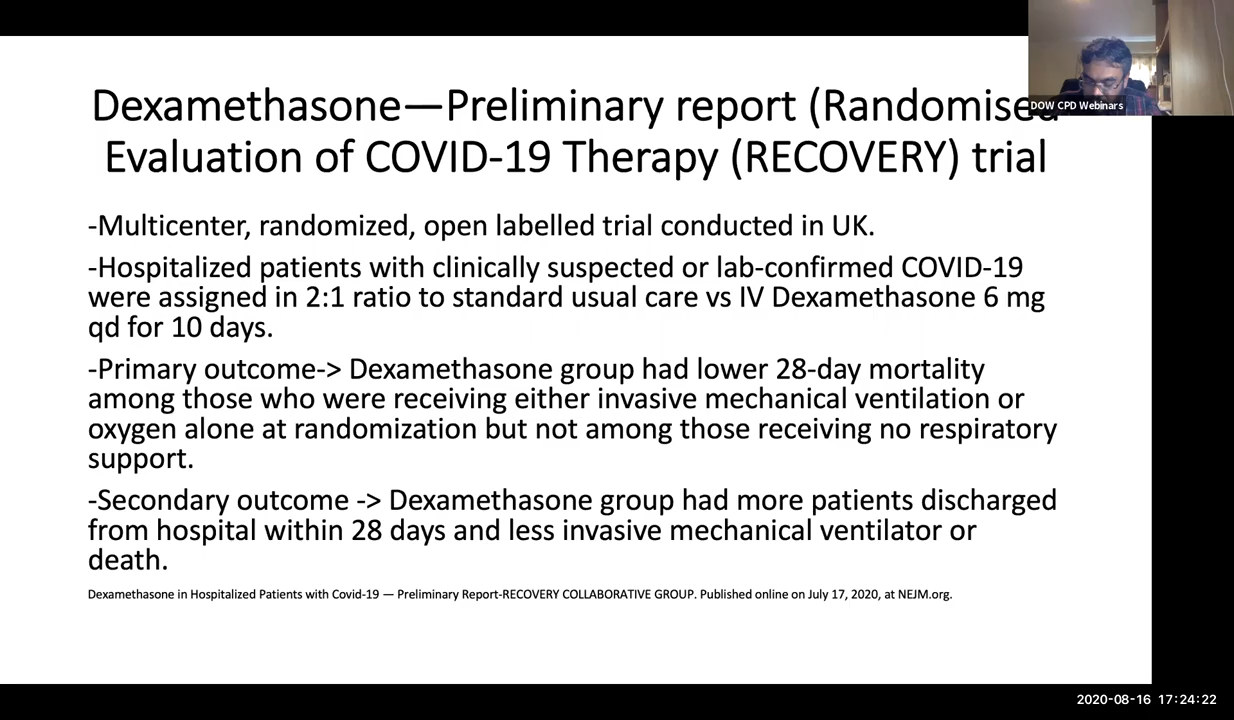 Dexamethasone—Preliminary report (Randomised
Evaluation of COVID-19 Therapy (RECOVERY) trial
-Multicenter, randomized, open labelled trial conducted in UK.
-Hospitalized patients with clinically suspected or lab-confirmed COVID-19
were assigned in 2:1 ratio to standard usual care vs IV Dexamethasone 6 mg
qd for 10 days.
-Primary outcome-> Dexamethasone group had lower 28-day mortality
among those who were receiving either invasive mechanical ventilation or
oxygen alone at randomization but not among those receiving no respiratory
support.
-Secondary outcome -> Dexamethasone group had more patients discharged
from hospital within 28 days and less invasive mechanical ventilator or
death.
Dexamethasone in Hospitalized Patients with Covid-19 — Preliminary Report-RECOVERY COLLABORATIVE GROUP. Published online on July 17, 2020, at NEJM.org.
DOW CPD Webinars
2020-08-16 17:24:22